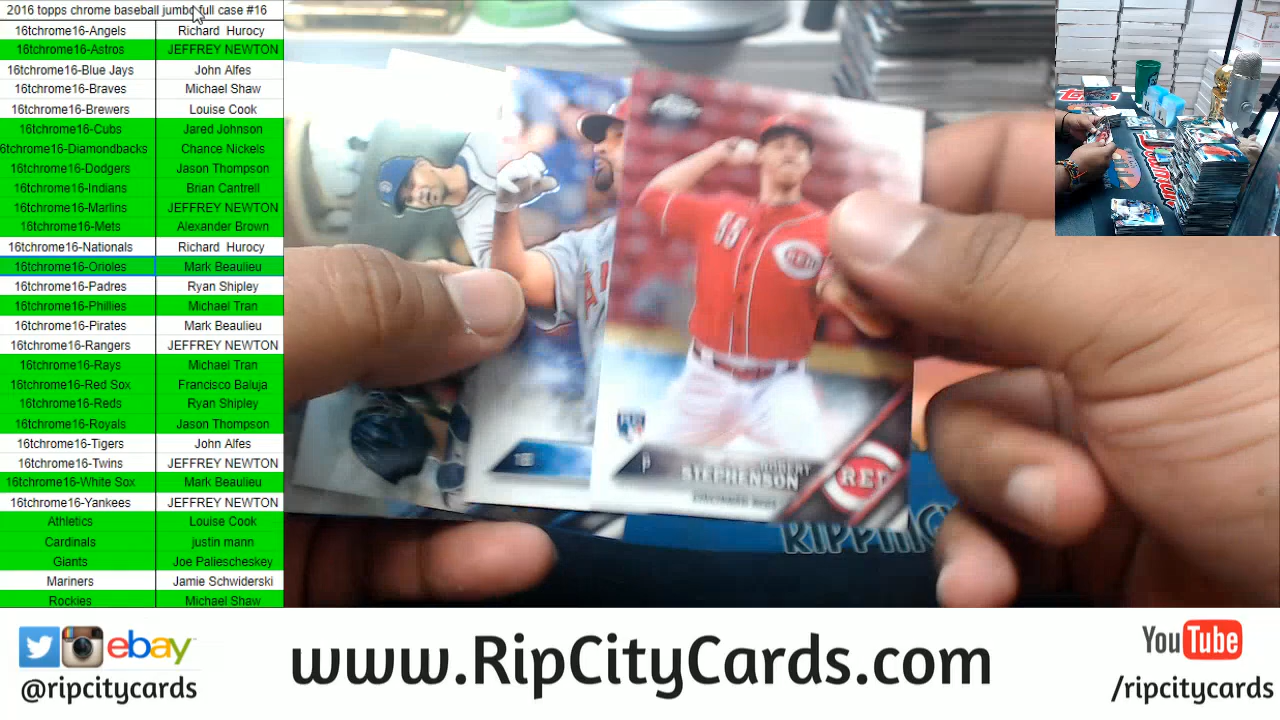 2016 topps chrome baseball jumbo full case #16
16tchrome16-Angels Richard Hurocy
16tchrome16-Astros JEFFREY NEWTON
16tchrome16-Blue Jays John Alfes
16tchrome16-Braves Michael Shaw
16tchrome16-Brewers Louise Cook
16tchrome16-Cubs Jared Johnson
6tchrome16-Diamondbacks Chance Nickels
16tchrome16-Dodgers Jason Thompson
16tchrome16-Indians Brian Cantrell
16tchrome16-Marlins JEFFREY NEWTON
16tchrome16-Mets Alexander Brown
16tchrome16-Nationals Richard Hurocy
16tchrome16-Orioles Mark Beaulieu
16tchrome16-Padres Ryan Shipley
16tchrome16-Phillies Michael Tran
16tchrome16-Pirates Mark Beaulieu
16tchrome16-Rangers JEFFREY NEWTON
16tchrome16-Rays Michael Tran
16tchrome16-Red Sox Francisco Baluja
16tchrome16-Reds Ryan Shipley
16tchrome16-Royals Jason Thompson
16tchrome16-Tigers John Alfes
16tchrome16-Twins JEFFREY NEWTON
16tchrome16-White Sox Mark Beaulieu
16tchrome16-Yankees JEFFREY NEWTON
Athletics Louise Cook
Cardinals justin mann
Giants Joe Paliescheskey
Mariners Jamie Schwiderski
Rockies Michael Shaw
55
REDS
P
ROBERT
STEPHENSON
CINCINNATI REDS
REDS
ebay
@ripcitycards
www.RipCityCards.com
YouTube
/ripcitycards